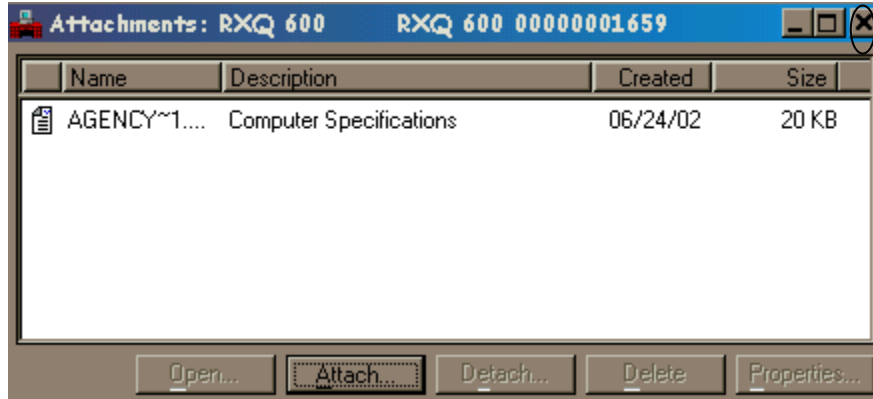 Attachments: RXQ 600 RXQ 600 00000001659
Name Description Created Size
AGENCY~1.... Computer Specifications 06/24/02 20 KB
Open... Attach... Detach... Delete Properties...